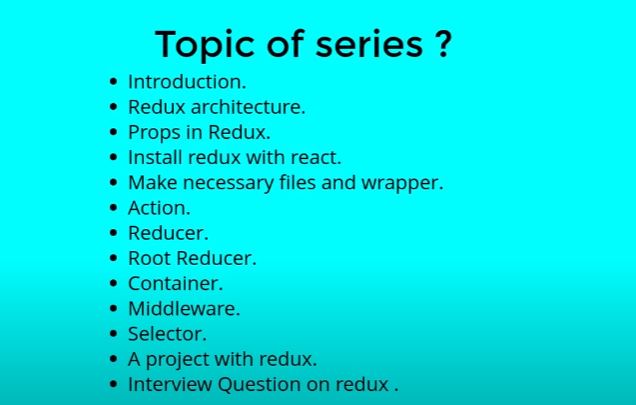 Topic of series ?
• Introduction.
• Redux architecture.
• Props in Redux.
• Install redux with react.
• Make necessary files and wrapper.
• Action.
• Reducer.
• Root Reducer.
• Container.
• Middleware.
• Selector.
• A project with redux.
• Interview Question on redux .